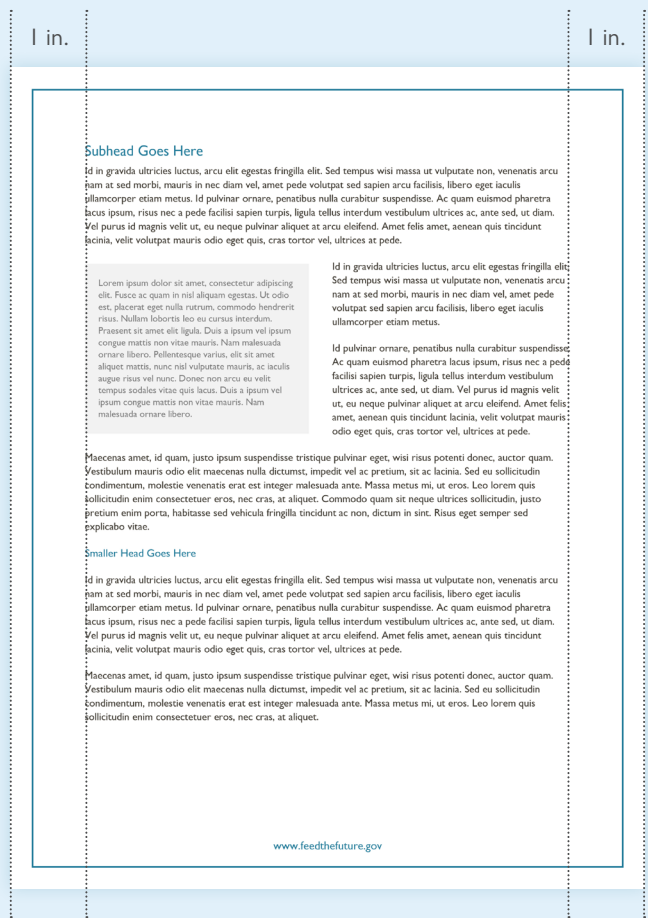 1 in.
1 in.
Subhead Goes Here
Id in gravida ultricies luctus, arcu elit egestas fringilla elit. Sed tempus wisi massa ut vulputate non, venenatis arcu
nam at sed morbi, mauris in nec diam vel, amet pede volutpat sed sapien arcu facilisis, libero eget iaculis
ullamcorper etiam metus. Id pulvinar ornare, penatibus nulla curabitur suspendisse. Ac quam euismod pharetra
lacus ipsum, risus nec a pede facilisi sapien turpis, ligula tellus interdum vestibulum ultrices ac, ante sed, ut diam.
Vel purus id magnis velit ut, eu neque pulvinar aliquet at arcu eleifend. Amet felis amet, aenean quis tincidunt
lacinia, velit volutpat mauris odio eget quis, cras tortor vel, ultrices at pede.
Lorem ipsum dolor sit amet, consectetur adipiscing
elit. Fusce ac quam in nisl aliquam egestas. Ut odio
est, placerat eget nulla rutrum, commodo hendrerit
risus. Nullam lobortis leo eu cursus interdum.
Praesent sit amet elit ligula. Duis a ipsum vel ipsum
congue mattis non vitae mauris. Nam malesuada
ornare libero. Pellentesque varius, elit sit amet
aliquet mattis, nunc nisl vulputate mauris, ac iaculis
augue risus vel nunc. Donec non arcu eu velit
tempus sodales vitae quis lacus. Duis a ipsum vel
ipsum congue mattis non vitae mauris. Nam
malesuada ornare libero.
Id in gravida ultricies luctus, arcu elit egestas fringilla elit.
Sed tempus wisi massa ut vulputate non, venenatis arcu
nam at sed morbi, mauris in nec diam vel, amet pede
volutpat sed sapien arcu facilisis, libero eget iaculis
ullamcorper etiam metus.
Id pulvinar ornare, penatibus nulla curabitur suspendisse.
Ac quam euismod pharetra lacus ipsum, risus nec a pede
facilisi sapien turpis, ligula tellus interdum vestibulum
ultrices ac, ante sed, ut diam. Vel purus id magnis velit
ut, eu neque pulvinar aliquet at arcu eleifend. Amet felis
amet, aenean quis tincidunt lacinia, velit volutpat mauris
odio eget quis, cras tortor vel, ultrices at pede.
Maecenas amet, id quam, justo ipsum suspendisse tristique pulvinar eget, wisi risus potenti donec, auctor quam.
Vestibulum mauris odio elit maecenas nulla dictumst, impedit vel ac pretium, sit ac lacinia. Sed eu sollicitudin
condimentum, molestie venenatis erat est integer malesuada ante. Massa metus mi, ut eros. Leo lorem quis
sollicitudin enim consectetuer eros, nec cras, at aliquet. Commodo quam sit neque ultrices sollicitudin, justo
pretium enim porta, habitasse sed vehicula fringilla tincidunt ac non, dictum in sint. Risus eget semper sed
explicabo vitae.
Smaller Head Goes Here
Id in gravida ultricies luctus, arcu elit egestas fringilla elit. Sed tempus wisi massa ut vulputate non, venenatis arcu
nam at sed morbi, mauris in nec diam vel, amet pede volutpat sed sapien arcu facilisis, libero eget iaculis
ullamcorper etiam metus. Id pulvinar ornare, penatibus nulla curabitur suspendisse. Ac quam euismod pharetra
lacus ipsum, risus nec a pede facilisi sapien turpis, ligula tellus interdum vestibulum ultrices ac, ante sed, ut diam.
Vel purus id magnis velit ut, eu neque pulvinar aliquet at arcu eleifend. Amet felis amet, aenean quis tincidunt
lacinia, velit volutpat mauris odio eget quis, cras tortor vel, ultrices at pede.
Maecenas amet, id quam, justo ipsum suspendisse tristique pulvinar eget, wisi risus potenti donec, auctor quam.
Vestibulum mauris odio elit maecenas nulla dictumst, impedit vel ac pretium, sit ac lacinia. Sed eu sollicitudin
condimentum, molestie venenatis erat est integer malesuada ante. Massa metus mi, ut eros. Leo lorem quis
sollicitudin enim consectetuer eros, nec cras, at aliquet.
www.feedthefuture.gov